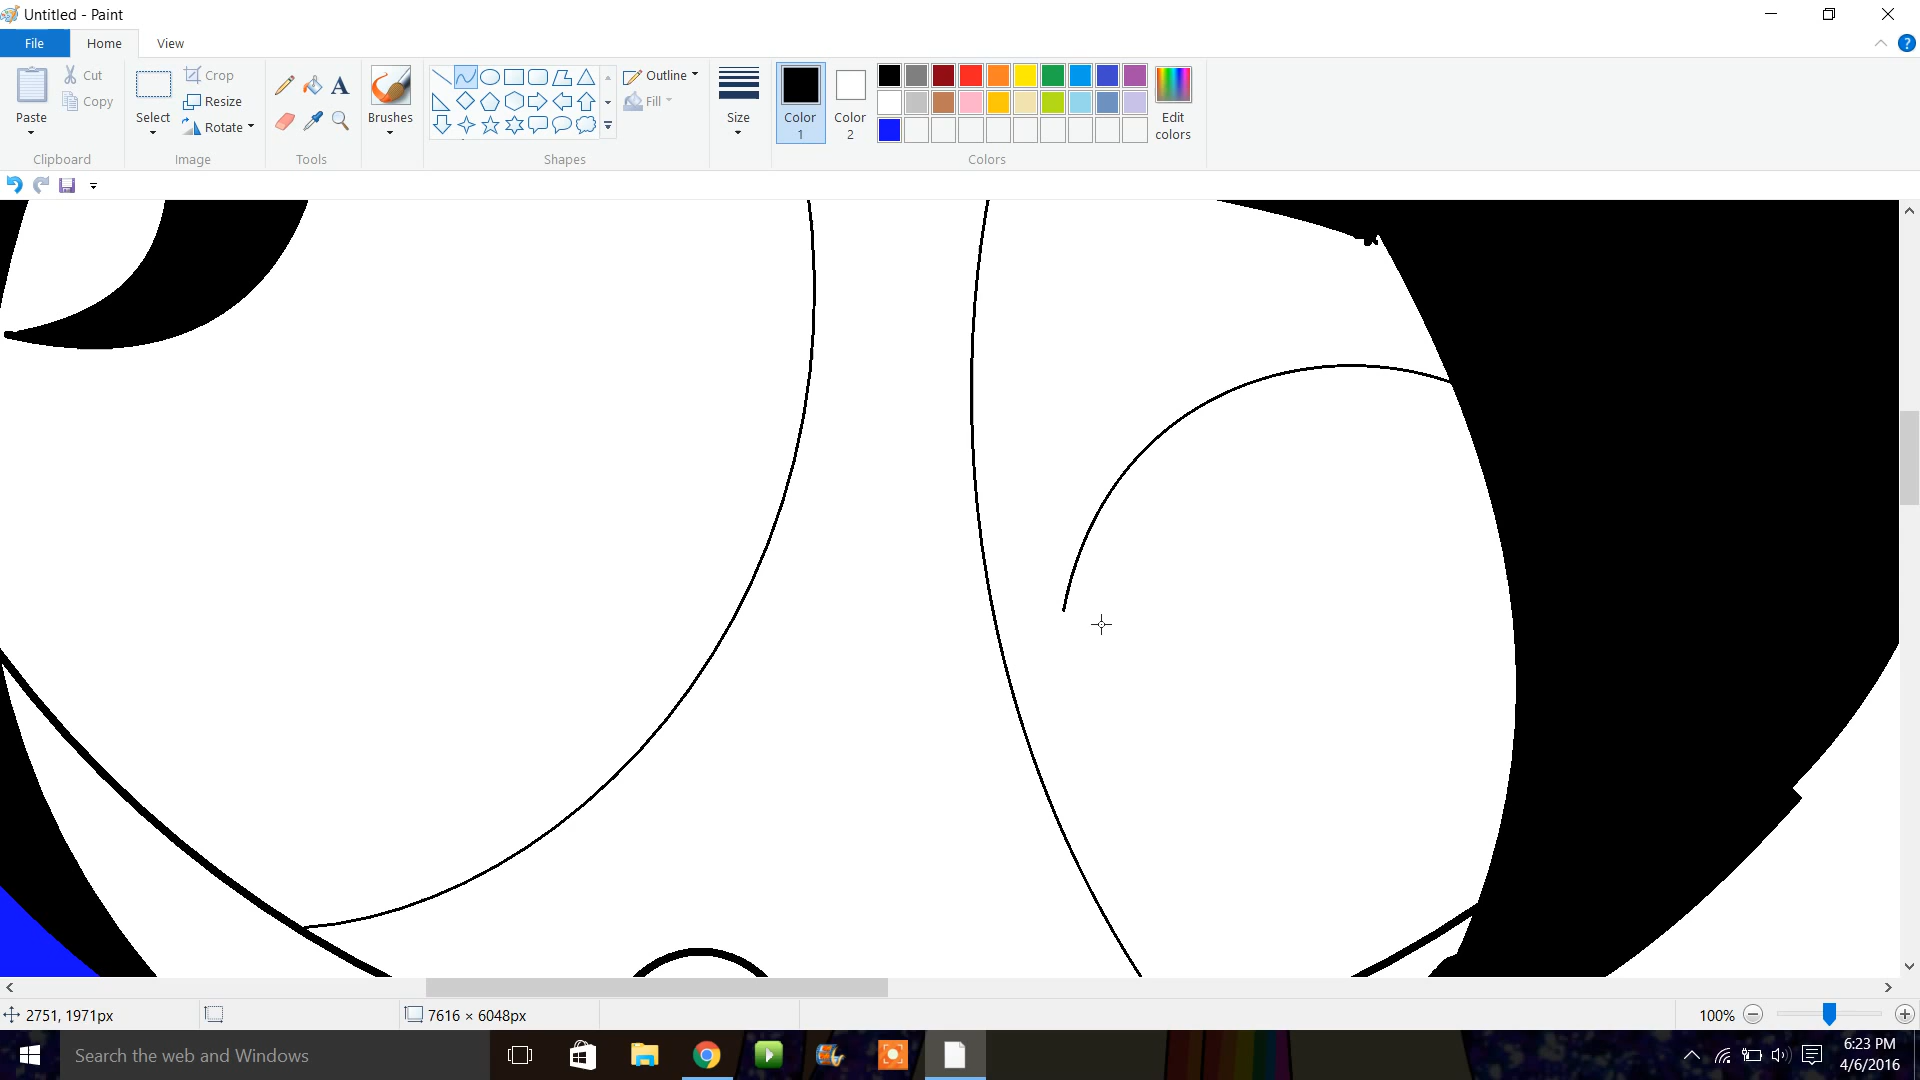 Untitled - Paint
File
Home
View
Paste
Cut
Copy
Clipboard
Select
Crop
Resize
Rotate
Image
A
Tools
Brushes
Outline
Fill
Shapes
Size
Color 1
Color 2
Edit colors
Colors
2751, 1971px
7616 × 6048px
100%
Search the web and Windows
6:23 PM
4/6/2016